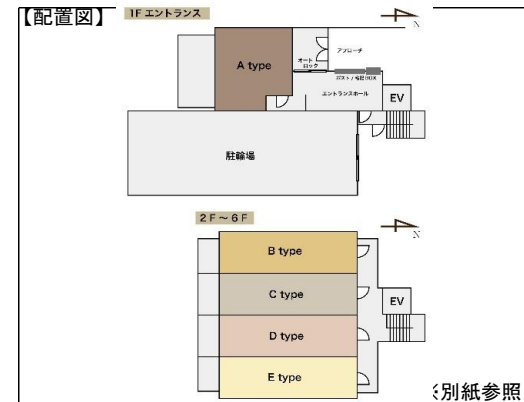 【配置図】
1F エントランス
N
アプローチ
オート
ロック
A type
ポスト / 宅配BOX
エントランスホール
EV
駐輪場
2F～6F
N
B type
C type
EV
D type
E type
※別紙参照